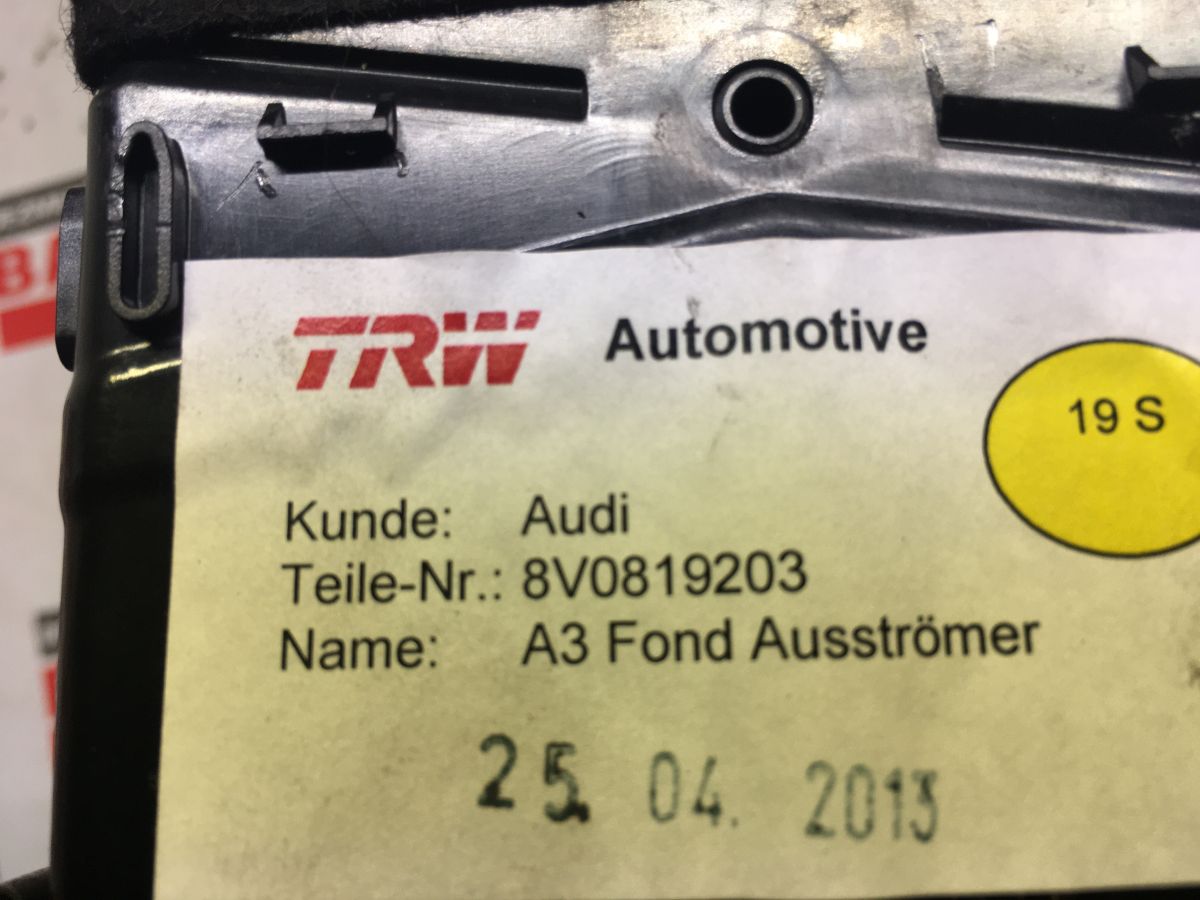 TRW Automotive
19 S
Kunde: Audi
Teile-Nr.: 8V0819203
Name: A3 Fond Ausströmer
25. 04. 2013